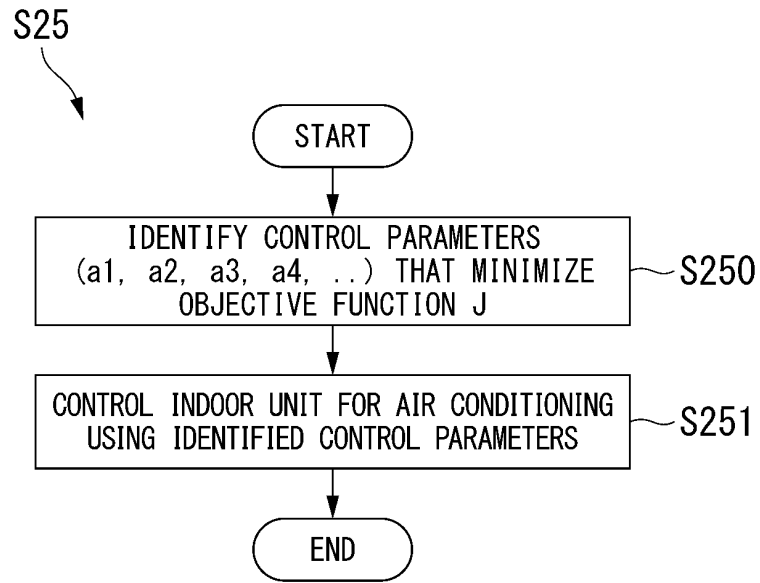 S25
START
IDENTIFY CONTROL PARAMETERS
(a1, a2, a3, a4, ..) THAT MINIMIZE
OBJECTIVE FUNCTION J
S250
CONTROL INDOOR UNIT FOR AIR CONDITIONING
USING IDENTIFIED CONTROL PARAMETERS
S251
END